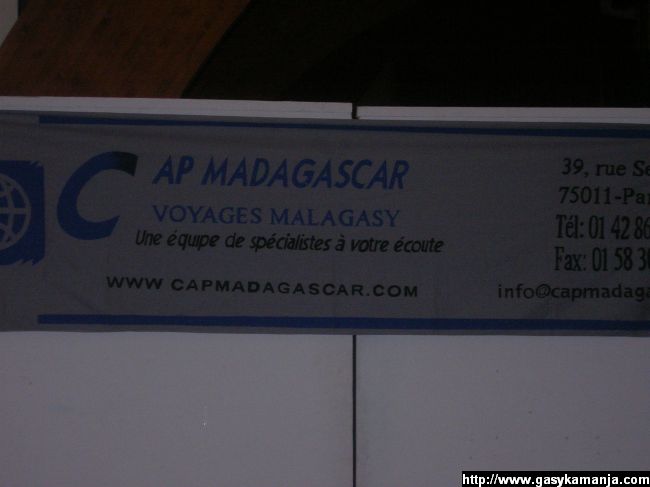 CAP MADAGASCAR
VOYAGES MALAGASY
Une équipe de spécialistes à votre écoute
WWW CAPMADAGASCAR.COM
39, rue
75011-
Tél: 01 42
Fax: 01 58
http://www.gasykamanja.com